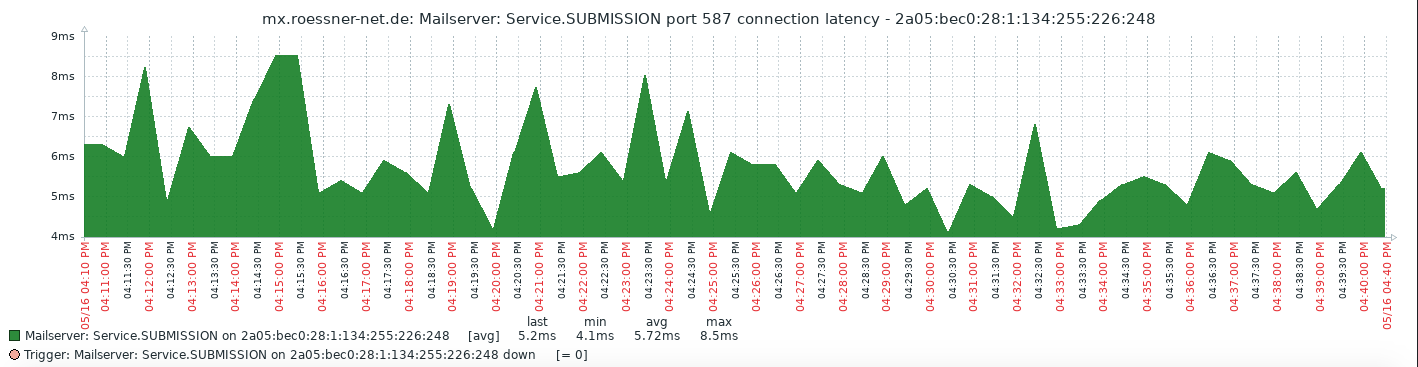 mx.roessner-net.de: Mailserver: Service.SUBMISSION port 587 connection latency - 2a05:bec0:28:1:134:255:226:248
9ms
8ms
7ms
6ms
5ms
4ms
05/16 04:10 PM
04:11:00 PM
04:11:30 PM
04:12:00 PM
04:12:30 PM
04:13:00 PM
04:13:30 PM
04:14:00 PM
04:14:30 PM
04:15:00 PM
04:15:30 PM
04:16:00 PM
04:16:30 PM
04:17:00 PM
04:17:30 PM
04:18:00 PM
04:18:30 PM
04:19:00 PM
04:19:30 PM
04:20:00 PM
04:20:30 PM
04:21:00 PM
04:21:30 PM
04:22:00 PM
04:22:30 PM
04:23:00 PM
04:23:30 PM
04:24:00 PM
04:24:30 PM
04:25:00 PM
04:25:30 PM
04:26:00 PM
04:26:30 PM
04:27:00 PM
04:27:30 PM
04:28:00 PM
04:28:30 PM
04:29:00 PM
04:29:30 PM
04:30:00 PM
04:30:30 PM
04:31:00 PM
04:31:30 PM
04:32:00 PM
04:32:30 PM
04:33:00 PM
04:33:30 PM
04:34:00 PM
04:34:30 PM
04:35:00 PM
04:35:30 PM
04:36:00 PM
04:36:30 PM
04:37:00 PM
04:37:30 PM
04:38:00 PM
04:38:30 PM
04:39:00 PM
04:39:30 PM
04:40:00 PM
05/16 04:40 PM
last min avg max
Mailserver: Service.SUBMISSION on 2a05:bec0:28:1:134:255:226:248 [avg] 5.2ms 4.1ms 5.72ms 8.5ms
Trigger: Mailserver: Service.SUBMISSION on 2a05:bec0:28:1:134:255:226:248 down [= 0]